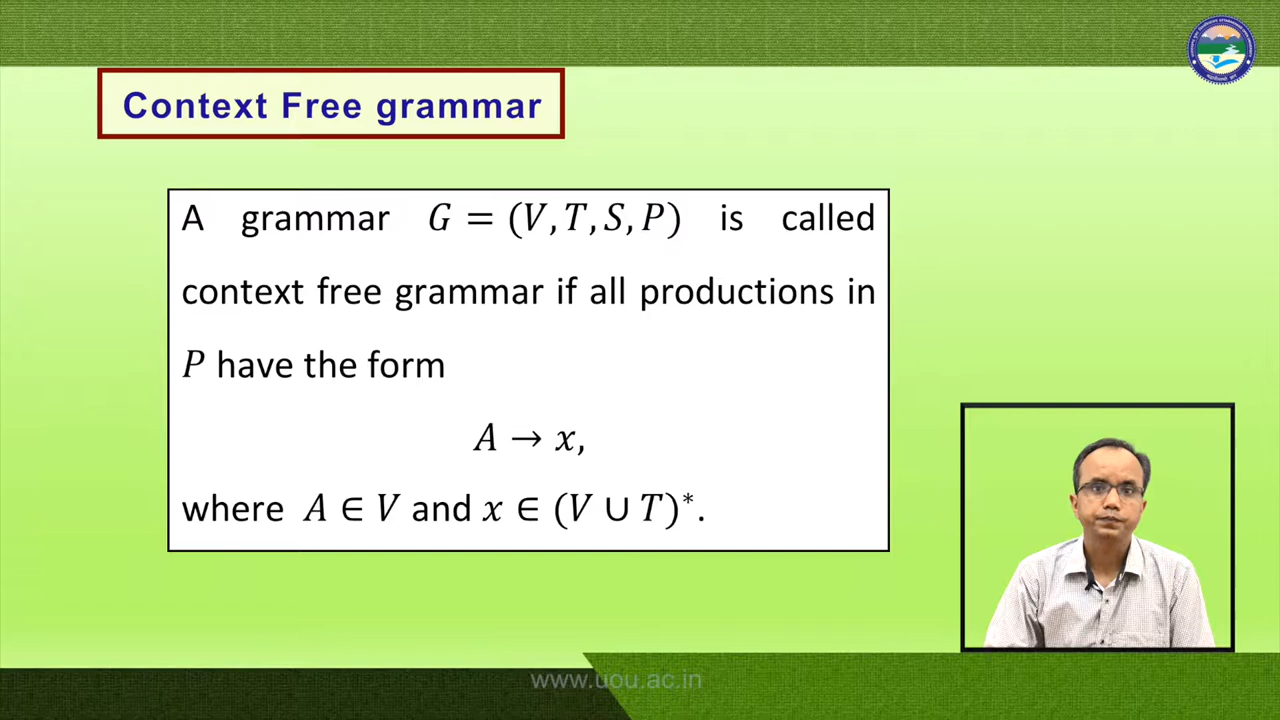 Context Free grammar
A grammar G = (V, T, S, P) is called
context free grammar if all productions in
P have the form
A → x,
where A ∈ V and x ∈ (V ∪ T)*.
www.uou.ac.in